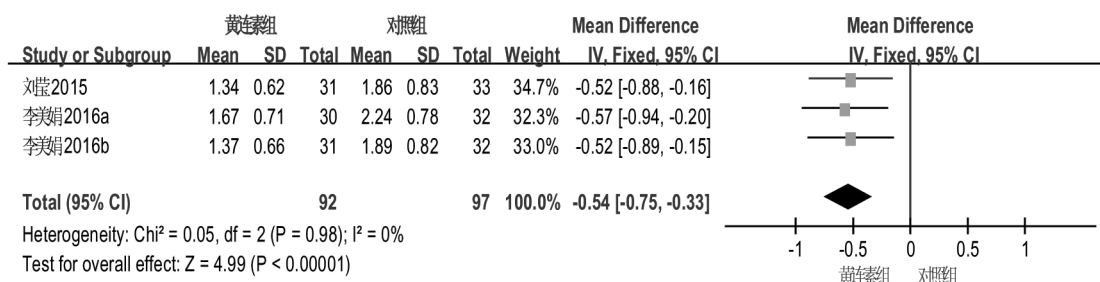 黄连素组 对照组 Mean Difference Mean Difference
Study or Subgroup Mean SD Total Mean SD Total Weight IV, Fixed, 95% CI IV, Fixed, 95% CI
刘莹2015 1.34 0.62 31 1.86 0.83 33 34.7% -0.52 [-0.88, -0.16]
李美娟2016a 1.67 0.71 30 2.24 0.78 32 32.3% -0.57 [-0.94, -0.20]
李美娟2016b 1.37 0.66 31 1.89 0.82 32 33.0% -0.52 [-0.89, -0.15]
Total (95% CI) 92 97 100.0% -0.54 [-0.75, -0.33]
Heterogeneity: Chi² = 0.05, df = 2 (P = 0.98); I² = 0%
Test for overall effect: Z = 4.99 (P < 0.00001)
-1 -0.5 0 0.5 1
黄连素组 对照组